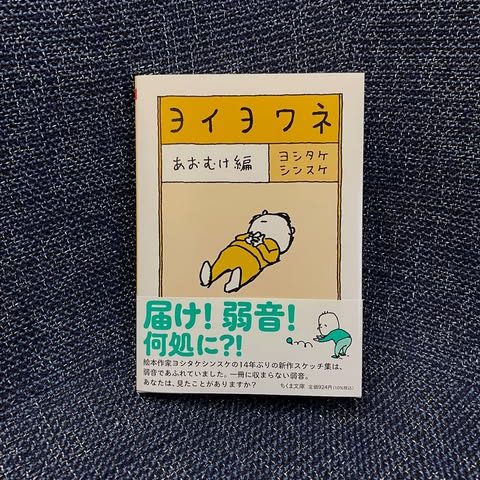 ヨイヨワネ
あおむけ編
ヨシタケ
シンスケ
届け！弱音！
何処に？！
絵本作家ヨシタケシンスケの14年ぶりの新作スケッチ集は、
弱音であふれていました。一冊に収まらない弱音。
あなたは、見たことがありますか？
ちくま文庫 定価924円(10%税込)